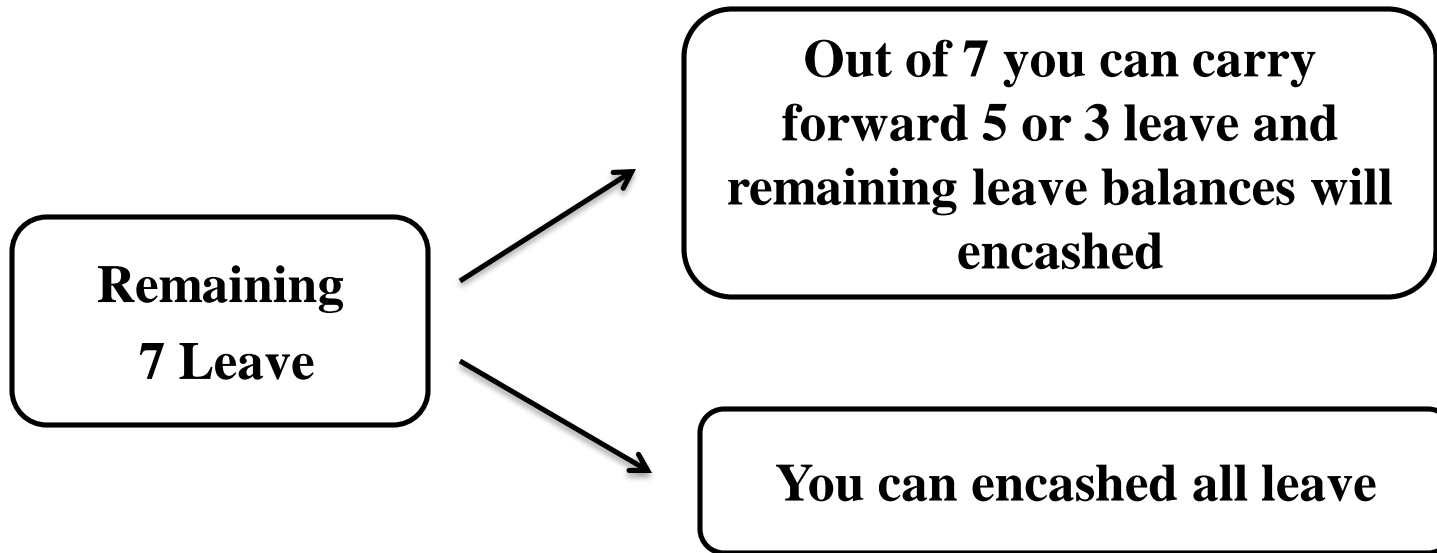 Remaining
7 Leave
Out of 7 you can carry
forward 5 or 3 leave and
remaining leave balances will
encashed
You can encashed all leave